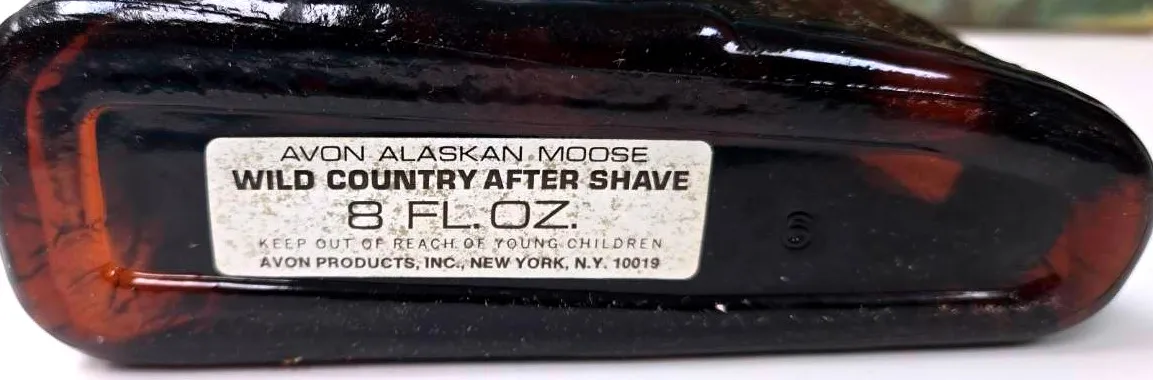 AVON ALASKAN MOOSE
WILD COUNTRY AFTER SHAVE
8 FL. OZ.
KEEP OUT OF REACH OF YOUNG CHILDREN
AVON PRODUCTS, INC., NEW YORK, N.Y. 10019